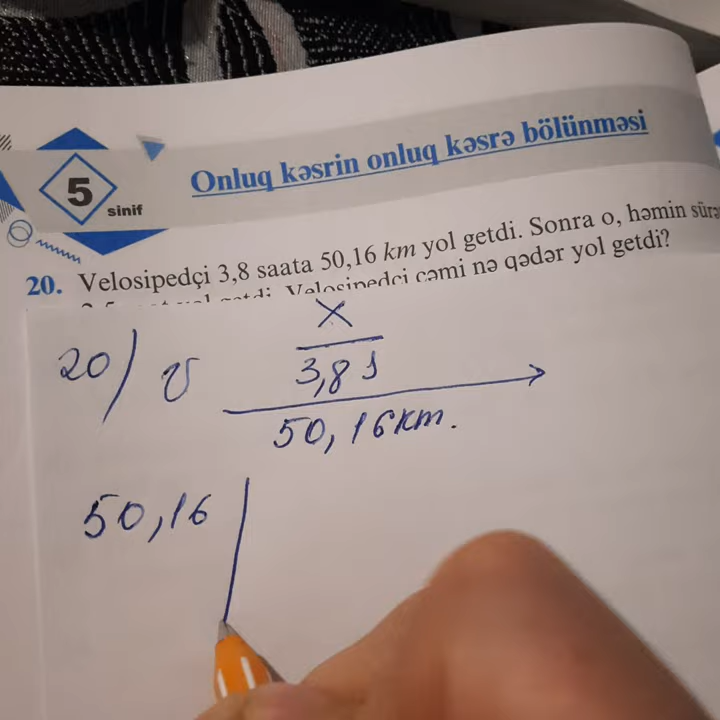 Onluq kəsrin onluq kəsrə bölünməsi
5
sinif
20. Velosipedçi 3,8 saata 50,16 km yol getdi. Sonra o, həmin
Velosipedçi cəmi nə qədər yol getdi?
x
20) v 3,8 s
50,16 km.
50,16